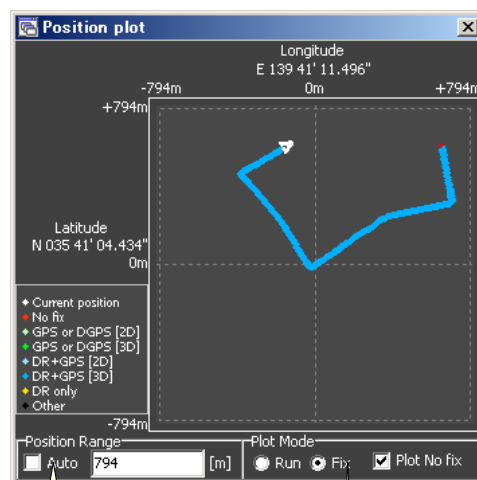 Position plot
Longitude
E 139 41' 11.496"
-794m 0m +794m
+794m
Latitude
N 035 41' 04.434"
0m
Current position
No fix
GPS or DGPS [2D]
GPS or DGPS [3D]
DR+GPS [2D]
DR+GPS [3D]
DR only
Other
-794m
Position Range
Auto 794 [m]
Plot Mode
Run Fix Plot No fix